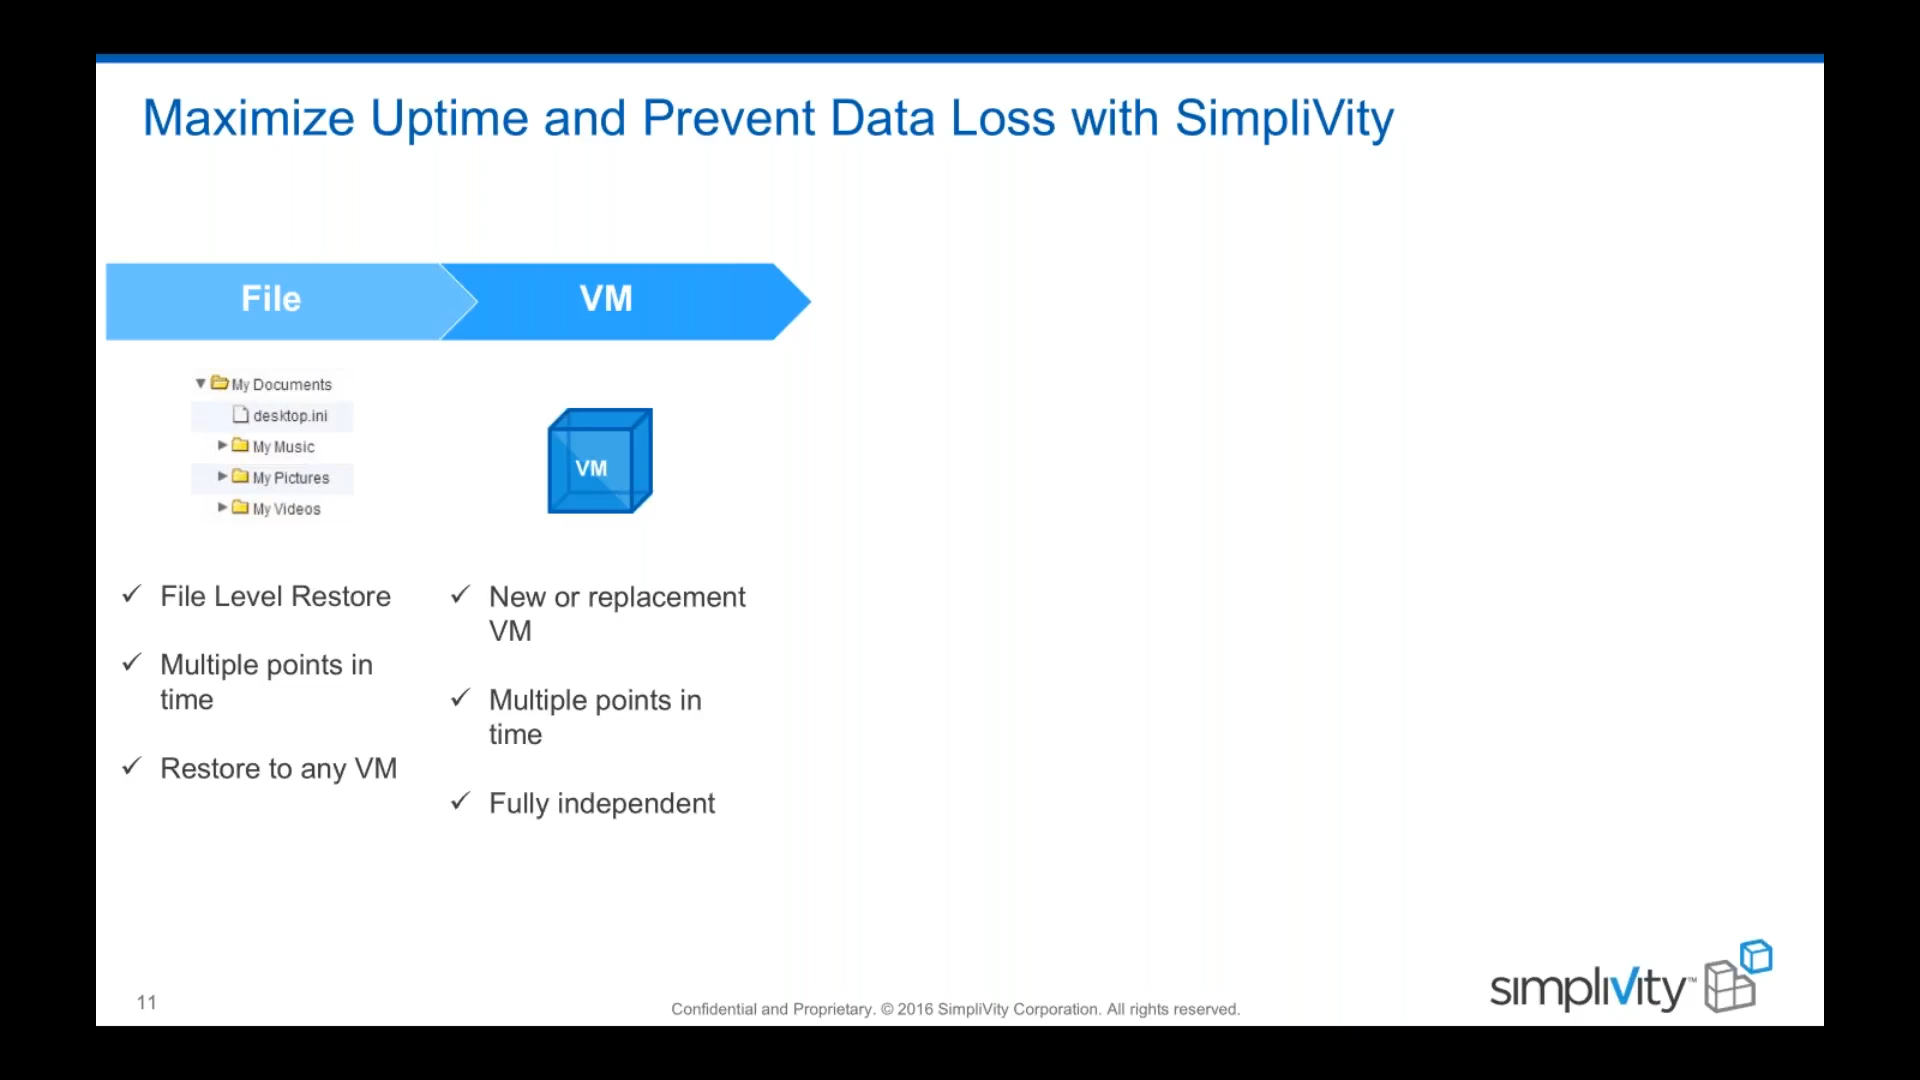 Maximize Uptime and Prevent Data Loss with SimpliVity
File
VM
My Documents
desktop.ini
My Music
My Pictures
My Videos
VM
✓ File Level Restore
✓ Multiple points in
time
✓ Restore to any VM
✓ New or replacement
VM
✓ Multiple points in
time
✓ Fully independent
11
Confidential and Proprietary. © 2016 SimpliVity Corporation. All rights reserved.
simpliVity™